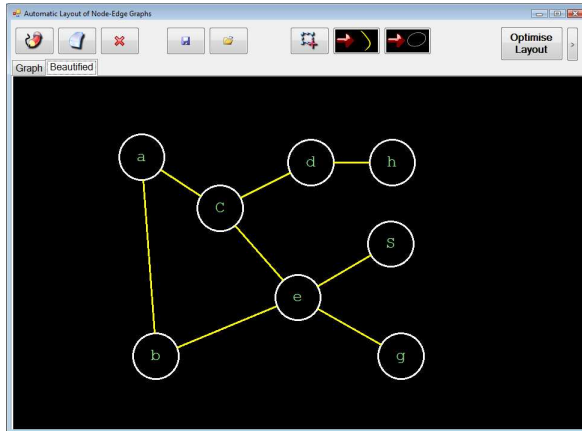 Automatic Layout of Node-Edge Graphs
Optimise
Layout
>
Graph Beautified
a
d
h
C
S
e
b
g